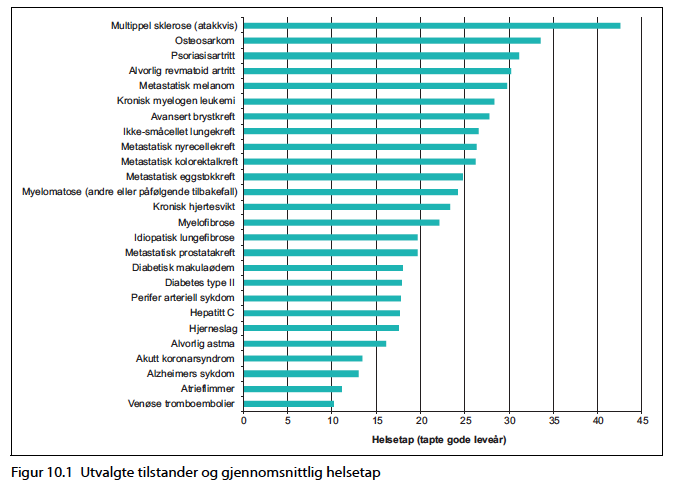 Multippel sklerose (atakkvis)
Osteosarkom
Psoriasisartritt
Alvorlig revmatoid artritt
Metastatisk melanom
Kronisk myelogen leukemi
Avansert brystkreft
Ikke-småcellet lungekreft
Metastatisk nyrecellekreft
Metastatisk kolorektalkreft
Metastatisk eggstokkreft
Myelomatose (andre eller påfølgende tilbakefall)
Kronisk hjertesvikt
Myelofibrose
Idiopatisk lungefibrose
Metastatisk prostatakreft
Diabetisk makulaødem
Diabetes type II
Perifer arteriell sykdom
Hepatitt C
Hjerneslag
Alvorlig astma
Akutt koronarsyndrom
Alzheimers sykdom
Atrieflimmer
Venøse tromboembolier
0 5 10 15 20 25 30 35 40 45
Helsetap (tapte gode leveår)
Figur 10.1 Utvalgte tilstander og gjennomsnittlig helsetap